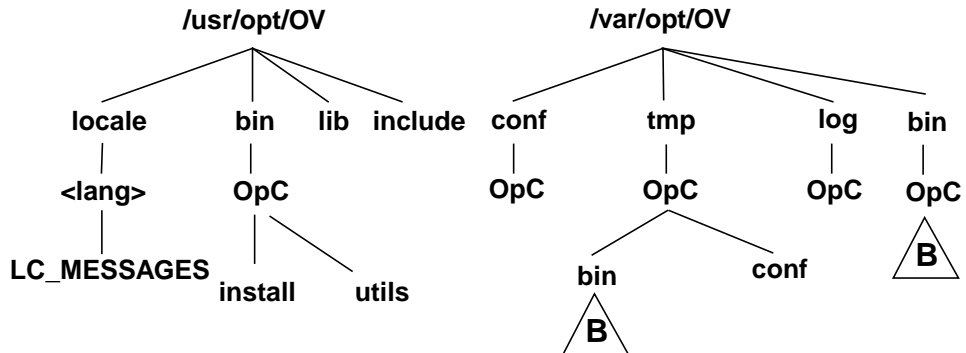 /usr/opt/OV /var/opt/OV
locale bin lib include conf tmp log bin
<lang> OpC OpC OpC OpC OpC
LC_MESSAGES install utils bin conf B
B